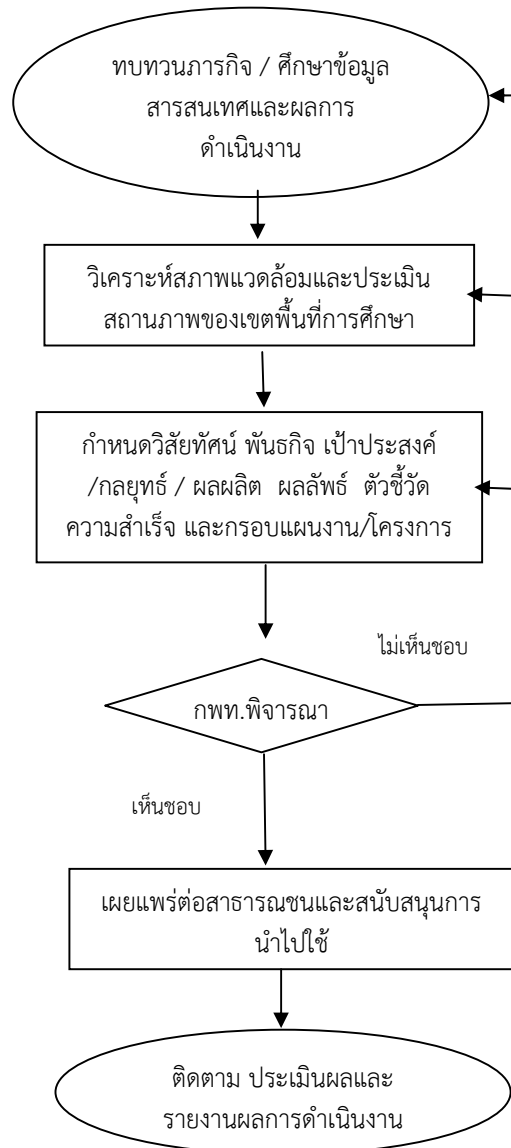 ทบทวนภารกิจ / ศึกษาข้อมูล
สารสนเทศและผลการ
ดำเนินงาน
วิเคราะห์สภาพแวดล้อมและประเมิน
สถานภาพของเขตพื้นที่การศึกษา
กำหนดวิสัยทัศน์ พันธกิจ เป้าประสงค์
/กลยุทธ์ / ผลผลิต ผลลัพธ์ ตัวชี้วัด
ความสำเร็จ และกรอบแผนงาน/โครงการ
ไม่เห็นชอบ
กพท.พิจารณา
เห็นชอบ
เผยแพร่ต่อสาธารณชนและสนับสนุนการ
นำไปใช้
ติดตาม ประเมินผลและ
รายงานผลการดำเนินงาน